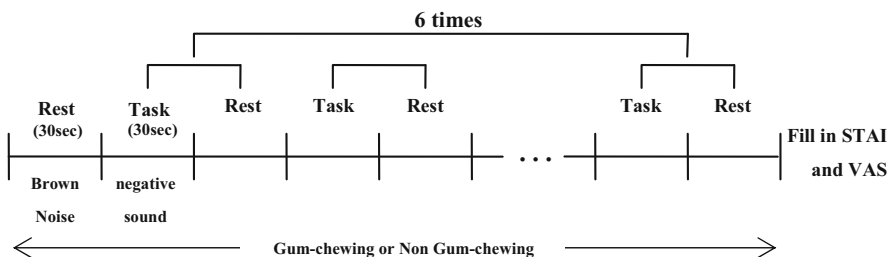 6 times
Rest Task Rest Task Rest Task Rest
(30sec) (30sec)
Fill in STAI
and VAS
...
Brown negative
Noise sound
Gum-chewing or Non Gum-chewing